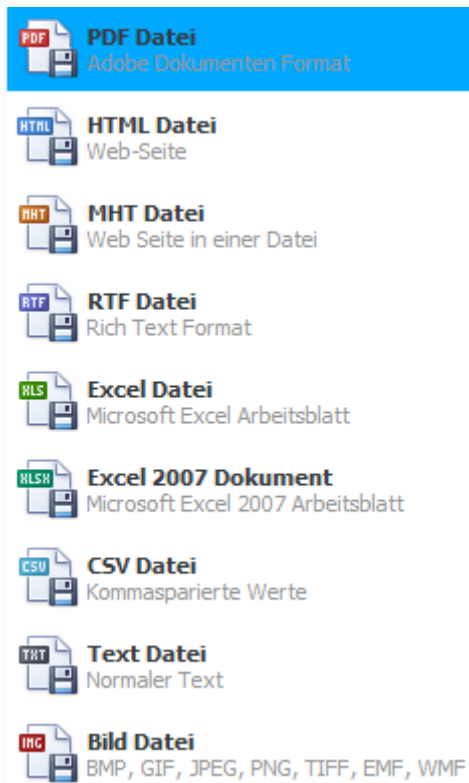 PDF
PDF Datei
Adobe Dokumenten Format
HTML
HTML Datei
Web-Seite
MHT
MHT Datei
Web Seite in einer Datei
RTF
RTF Datei
Rich Text Format
XLS
Excel Datei
Microsoft Excel Arbeitsblatt
XLSX
Excel 2007 Dokument
Microsoft Excel 2007 Arbeitsblatt
CSV
CSV Datei
Kommasparierte Werte
TXT
Text Datei
Normaler Text
IMG
Bild Datei
BMP, GIF, JPEG, PNG, TIFF, EMF, WMF